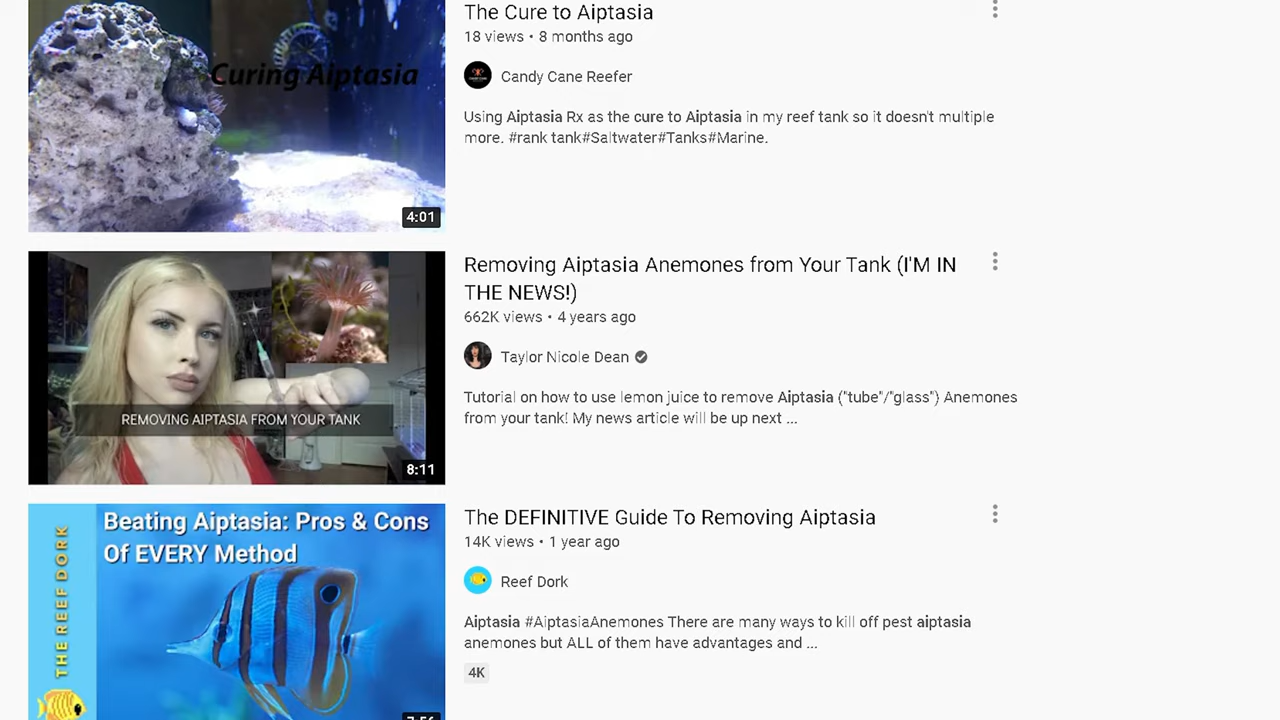 The Cure to Aiptasia
18 views • 8 months ago
Curing Aiptasia
Candy Cane Reefer
Using Aiptasia Rx as the cure to Aiptasia in my reef tank so it doesn't multiple
more. #rank tank#Saltwater#Tanks#Marine.
4:01
Removing Aiptasia Anemones from Your Tank (I'M IN
THE NEWS!)
662K views • 4 years ago
Taylor Nicole Dean
Tutorial on how to use lemon juice to remove Aiptasia ("tube"/"glass") Anemones
from your tank! My news article will be up next ...
REMOVING AIPTASIA FROM YOUR TANK
8:11
Beating Aiptasia: Pros & Cons
Of EVERY Method
THE REEF DORK
The DEFINITIVE Guide To Removing Aiptasia
14K views • 1 year ago
Reef Dork
Aiptasia #AiptasiaAnemones There are many ways to kill off pest aiptasia
anemones but ALL of them have advantages and ...
4K